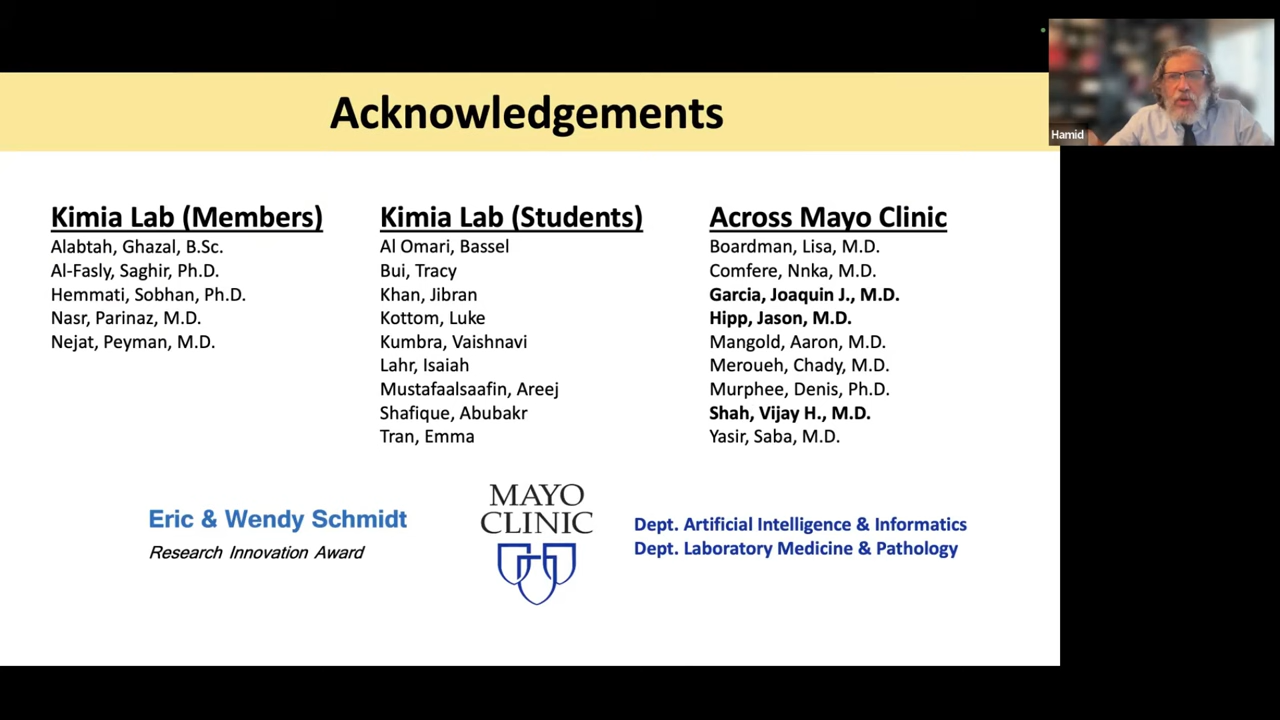 Acknowledgements
Hamid
Kimia Lab (Members)
Alabtah, Ghazal, B.Sc.
Al-Fasly, Saghir, Ph.D.
Hemmati, Sobhan, Ph.D.
Nasr, Parinaz, M.D.
Nejat, Peyman, M.D.
Kimia Lab (Students)
Al Omari, Bassel
Bui, Tracy
Khan, Jibran
Kottom, Luke
Kumbra, Vaishnavi
Lahr, Isaiah
Mustafaalsaafin, Areej
Shafique, Abubakr
Tran, Emma
Across Mayo Clinic
Boardman, Lisa, M.D.
Comfere, Nnka, M.D.
Garcia, Joaquin J., M.D.
Hipp, Jason, M.D.
Mangold, Aaron, M.D.
Meroueh, Chady, M.D.
Murphee, Denis, Ph.D.
Shah, Vijay H., M.D.
Yasir, Saba, M.D.
Eric & Wendy Schmidt
Research Innovation Award
MAYO
CLINIC
Dept. Artificial Intelligence & Informatics
Dept. Laboratory Medicine & Pathology